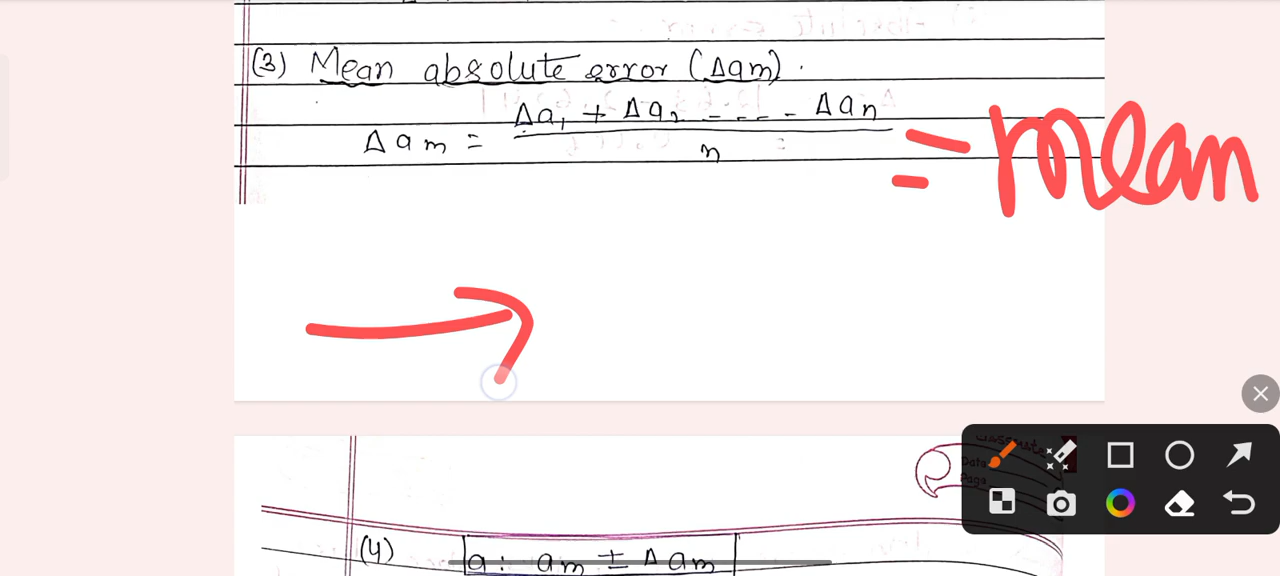 (3) Mean absolute error (Δam).
Δam = Δa₁ + Δa₂ - - - - Δan / n = mean
(4) a: am ± Δam